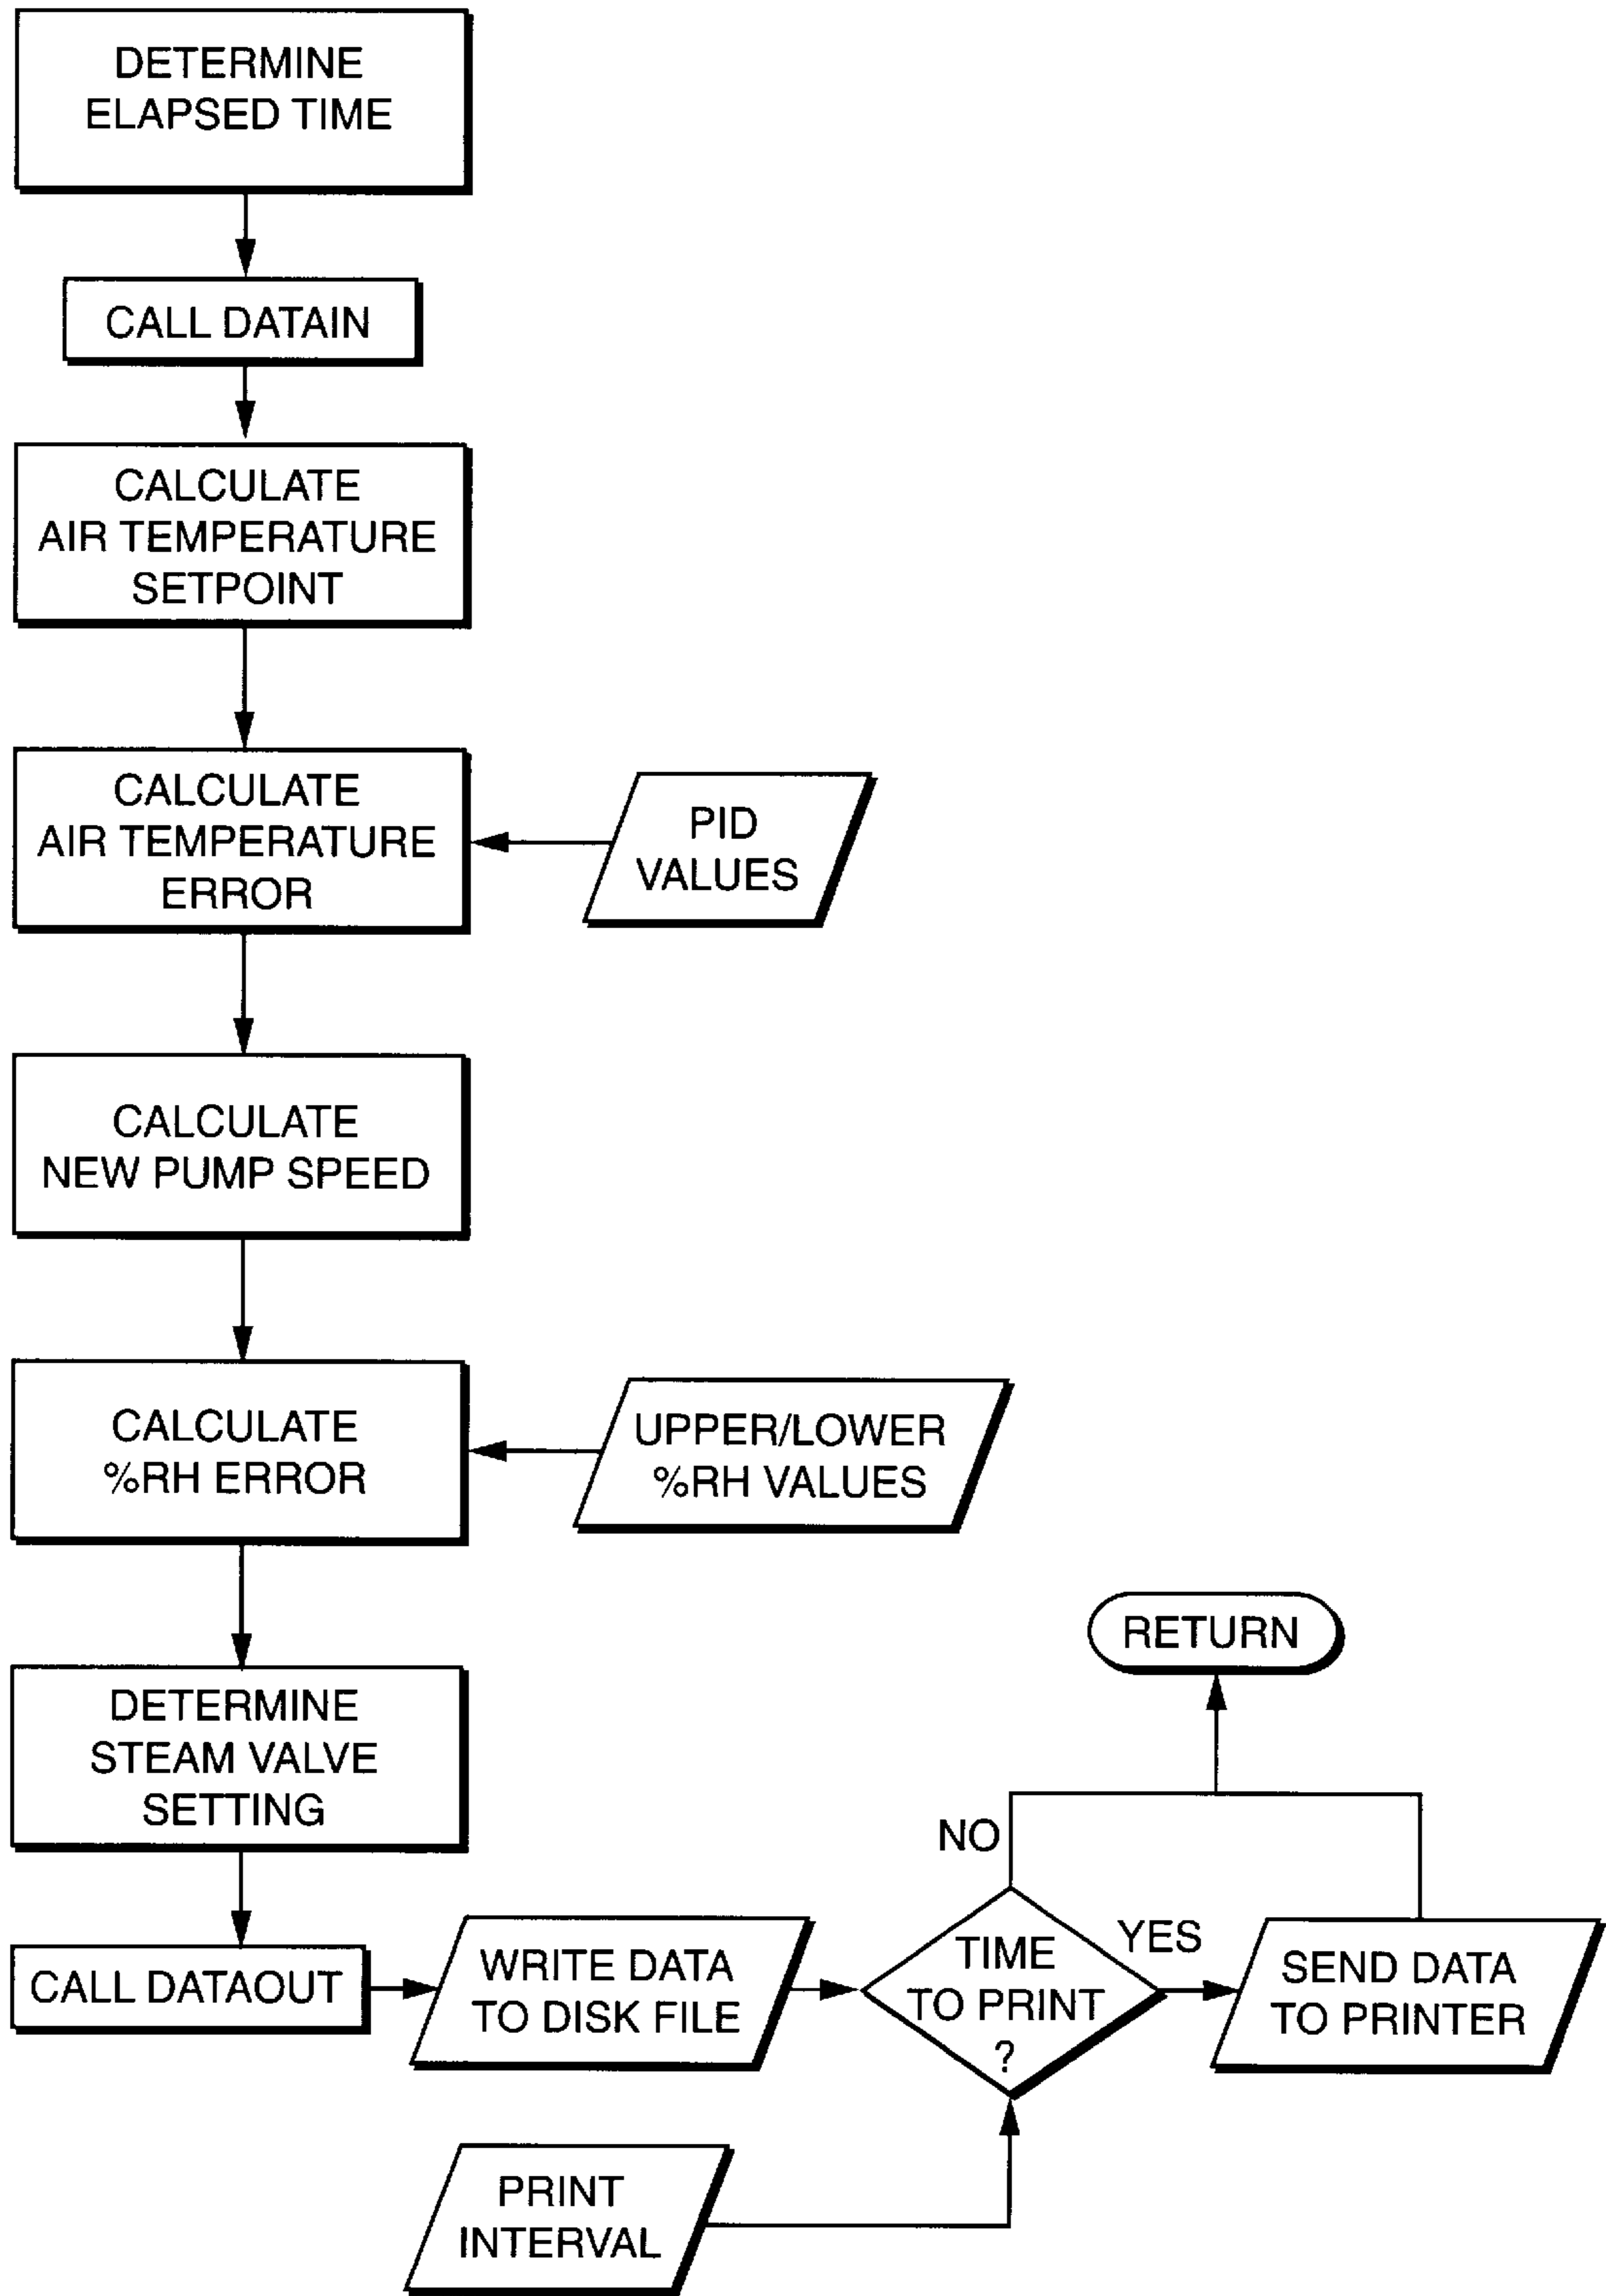 DETERMINE
ELAPSED TIME
CALL DATAIN
CALCULATE
AIR TEMPERATURE
SETPOINT
CALCULATE
AIR TEMPERATURE
ERROR
PID
VALUES
CALCULATE
NEW PUMP SPEED
CALCULATE
%RH ERROR
UPPER/LOWER
%RH VALUES
DETERMINE
STEAM VALVE
SETTING
CALL DATAOUT
WRITE DATA
TO DISK FILE
TIME
TO PRINT
?
NO
YES
RETURN
SEND DATA
TO PRINTER
PRINT
INTERVAL